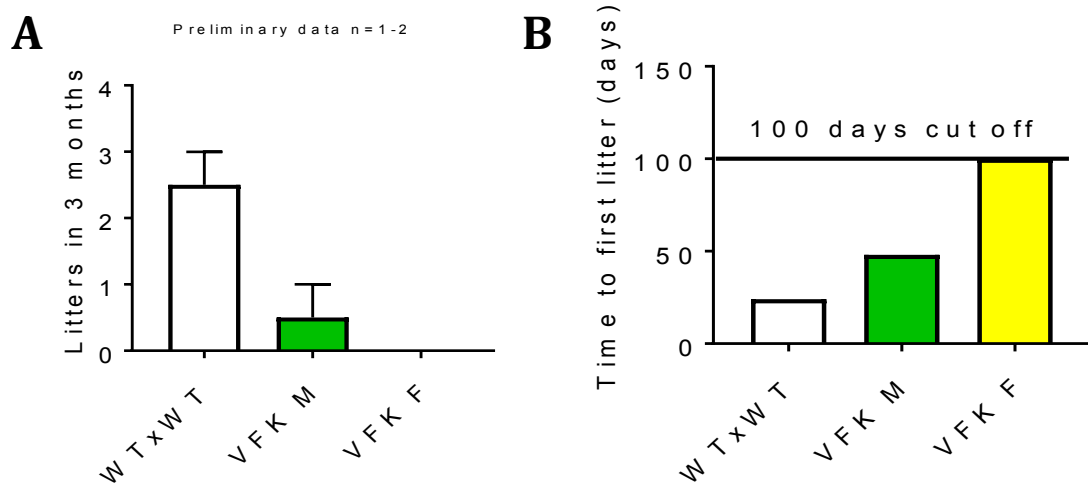 A
Preliminary data n=1-2
Litters in 3 months
4
3
2
1
0
WTxWT
VFK M
VFK F
B
Time to first litter (days)
150
100
50
0
100 days cut off
WTxWT
VFK M
VFK F